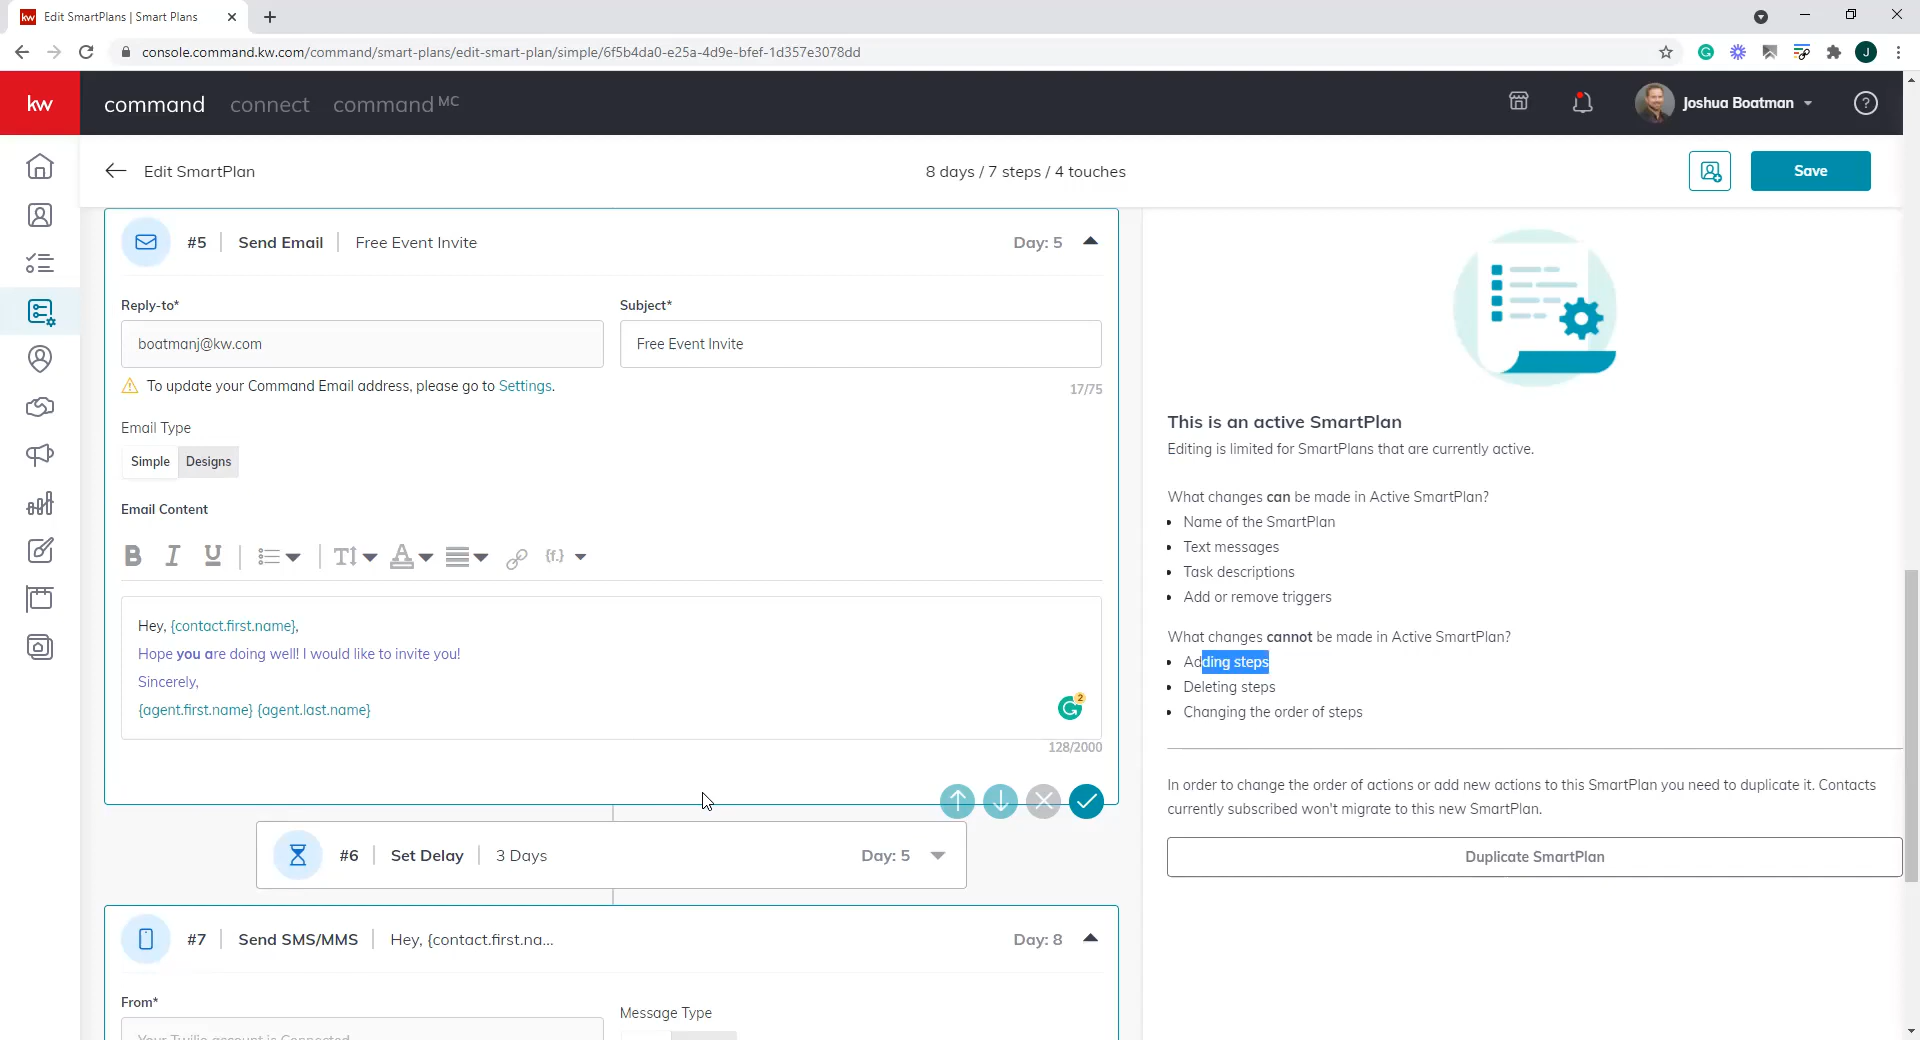 kw Edit SmartPlans | Smart Plans
console.command.kw.com/command/smart-plans/edit-smart-plan/simple/6f5b4da0-e25a-4d9e-bfef-1d357e3078dd
J
kw command connect command MC
Joshua Boatman
?
Edit SmartPlan
8 days / 7 steps / 4 touches
Save
#5 Send Email Free Event Invite Day: 5
Reply-to* Subject*
boatmanj@kw.com Free Event Invite
To update your Command Email address, please go to Settings.
17/75
Email Type
Simple Designs
Email Content
B I U T A {f.}
Hey, {contact.first.name},
Hope you are doing well! I would like to invite you!
Sincerely,
{agent.first.name} {agent.last.name}
2
128/2000
#6 Set Delay 3 Days Day: 5
#7 Send SMS/MMS Hey, {contact.first.na... Day: 8
From*
Message Type
Your Twilio account is Connected
This is an active SmartPlan
Editing is limited for SmartPlans that are currently active.
What changes can be made in Active SmartPlan?
Name of the SmartPlan
Text messages
Task descriptions
Add or remove triggers
What changes cannot be made in Active SmartPlan?
Adding steps
Deleting steps
Changing the order of steps
In order to change the order of actions or add new actions to this SmartPlan you need to duplicate it. Contacts
currently subscribed won't migrate to this new SmartPlan.
Duplicate SmartPlan